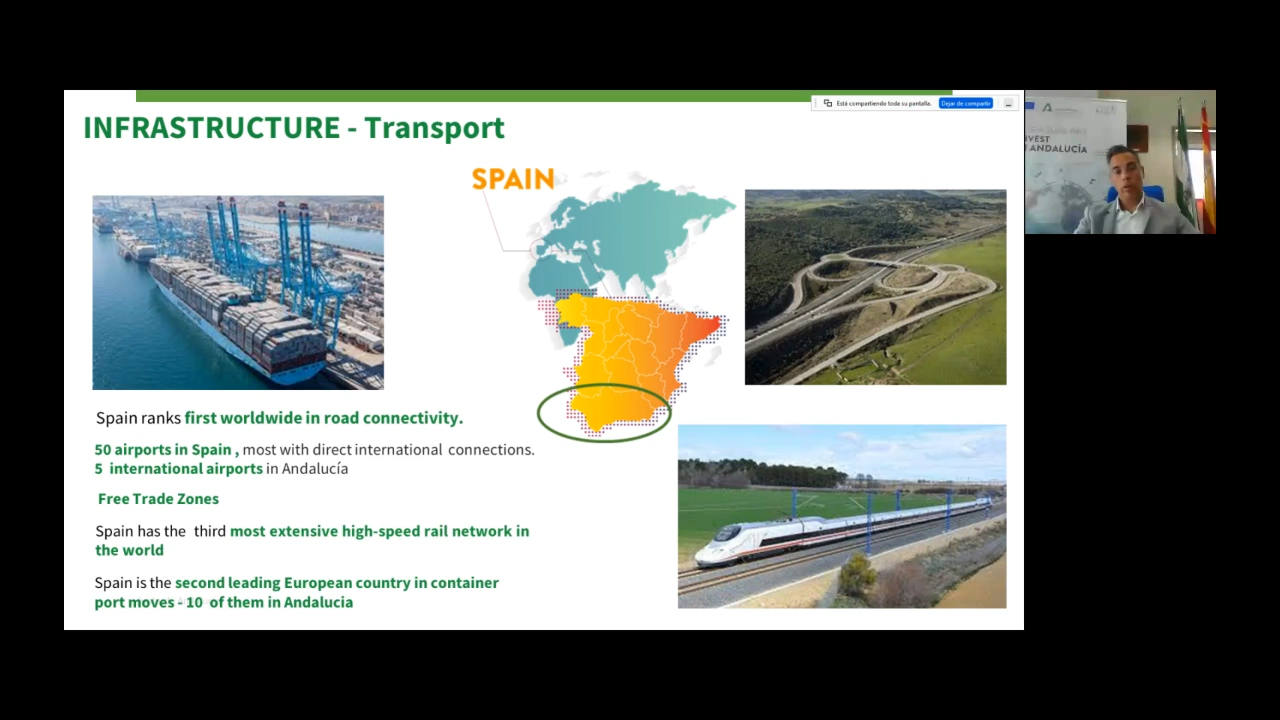 Está compartiendo toda su pantalla.
Dejar de compartir
INFRASTRUCTURE - Transport
SPAIN
Spain ranks first worldwide in road connectivity.
50 airports in Spain , most with direct international connections.
5 international airports in Andalucía
Free Trade Zones
Spain has the third most extensive high-speed rail network in
the world
Spain is the second leading European country in container
port moves - 10 of them in Andalucia
ANDALUCÍA